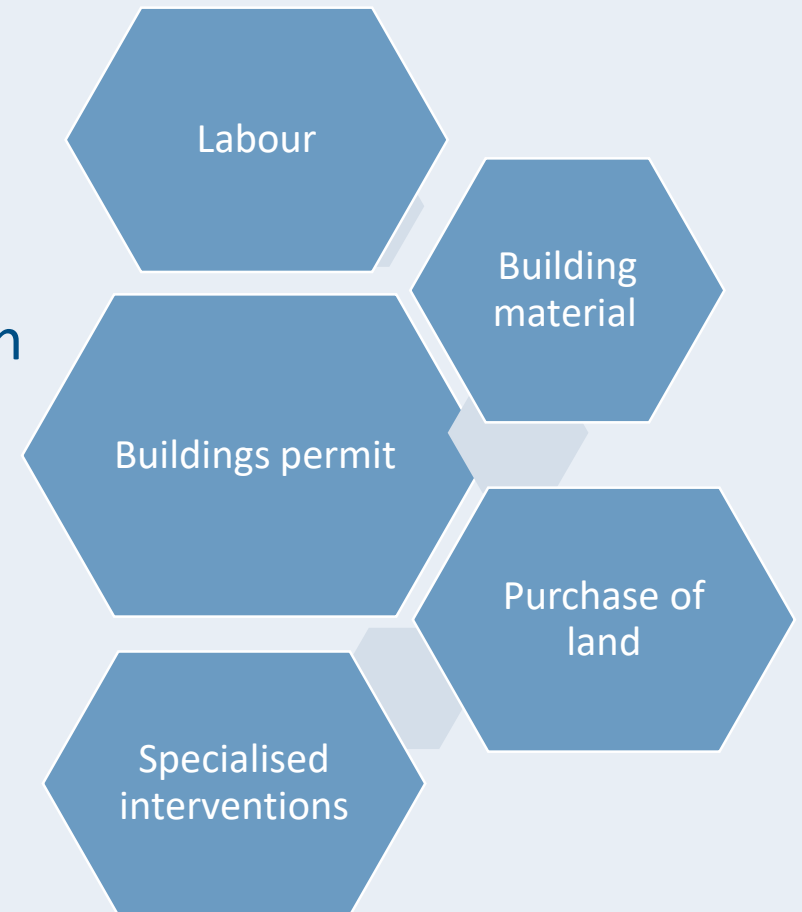 Labour
Building
material
n
Buildings permit
Purchase of
land
Specialised
interventions